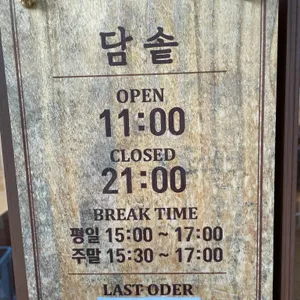 담솥
OPEN
11:00
CLOSED
21:00
BREAK TIME
평일 15:00 ~ 17:00
주말 15:30 ~ 17:00
LAST ODER